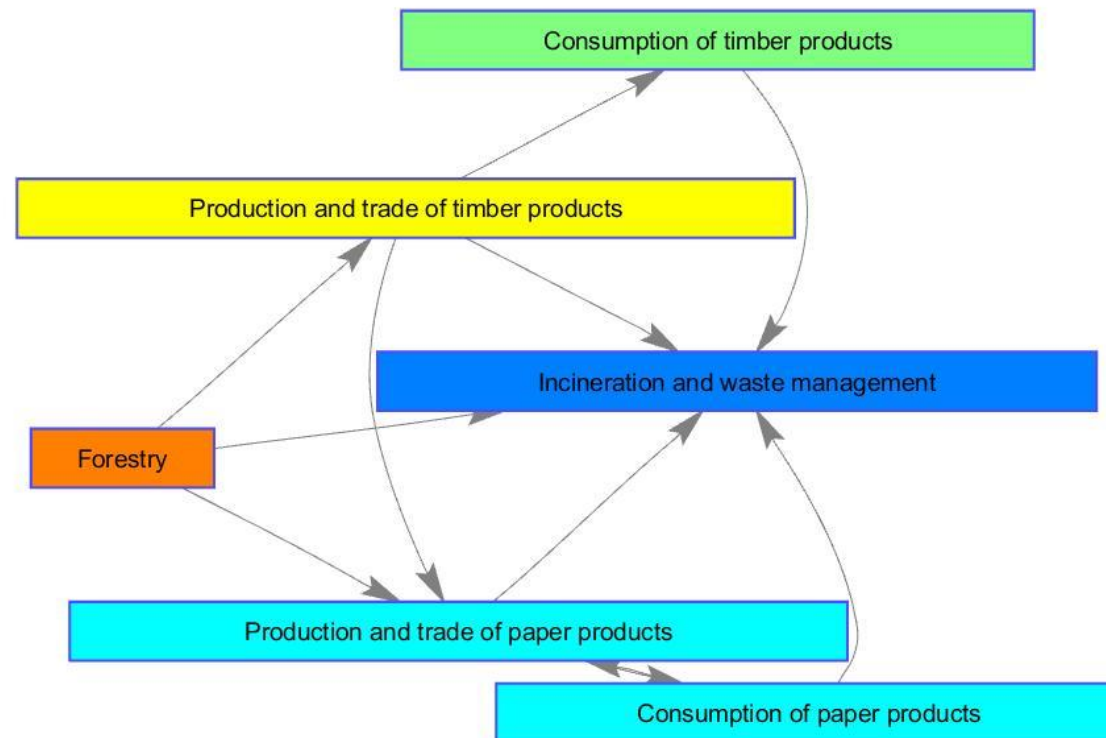 Consumption of timber products
Production and trade of timber products
Incineration and waste management
Forestry
Production and trade of paper products
Consumption of paper products